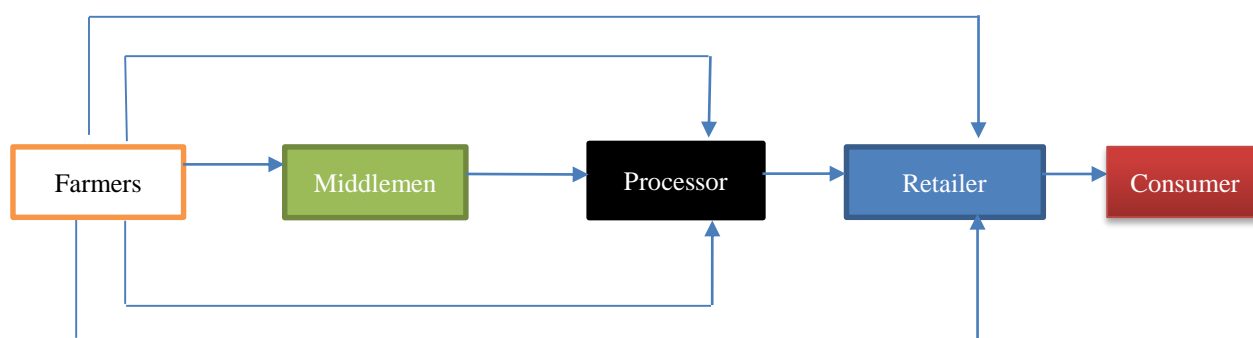 Farmers
Middlemen
Processor
Retailer
Consumer